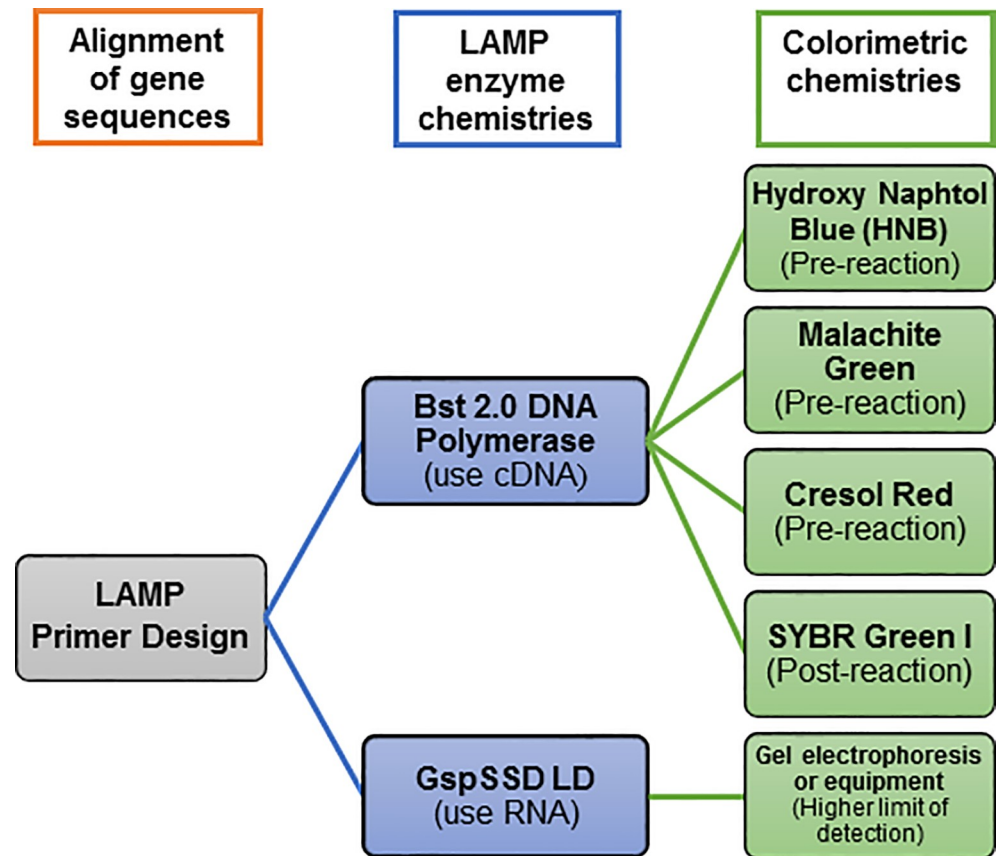 Alignment
of gene
sequences
LAMP
enzyme
chemistries
Colorimetric
chemistries
Hydroxy Naphtol
Blue (HNB)
(Pre-reaction)
Malachite
Green
(Pre-reaction)
Bst 2.0 DNA
Polymerase
(use cDNA)
Cresol Red
(Pre-reaction)
LAMP
Primer Design
SYBR Green I
(Post-reaction)
GspSSD LD
(use RNA)
Gel electrophoresis
or equipment
(Higher limit of
detection)